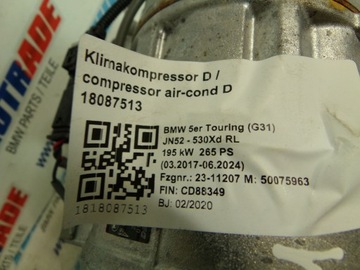 Klimakompressor D /
compressor air-cond D
18087513
BMW 5er Touring (G31)
JN52 - 530Xd RL
195 kW 265 PS
(03.2017-06.2024)
Fzgnr.: 23-11207 M: 50075963
FIN: CD88349
BJ: 02/2020
1818087513
BMW PARTS / TEILE